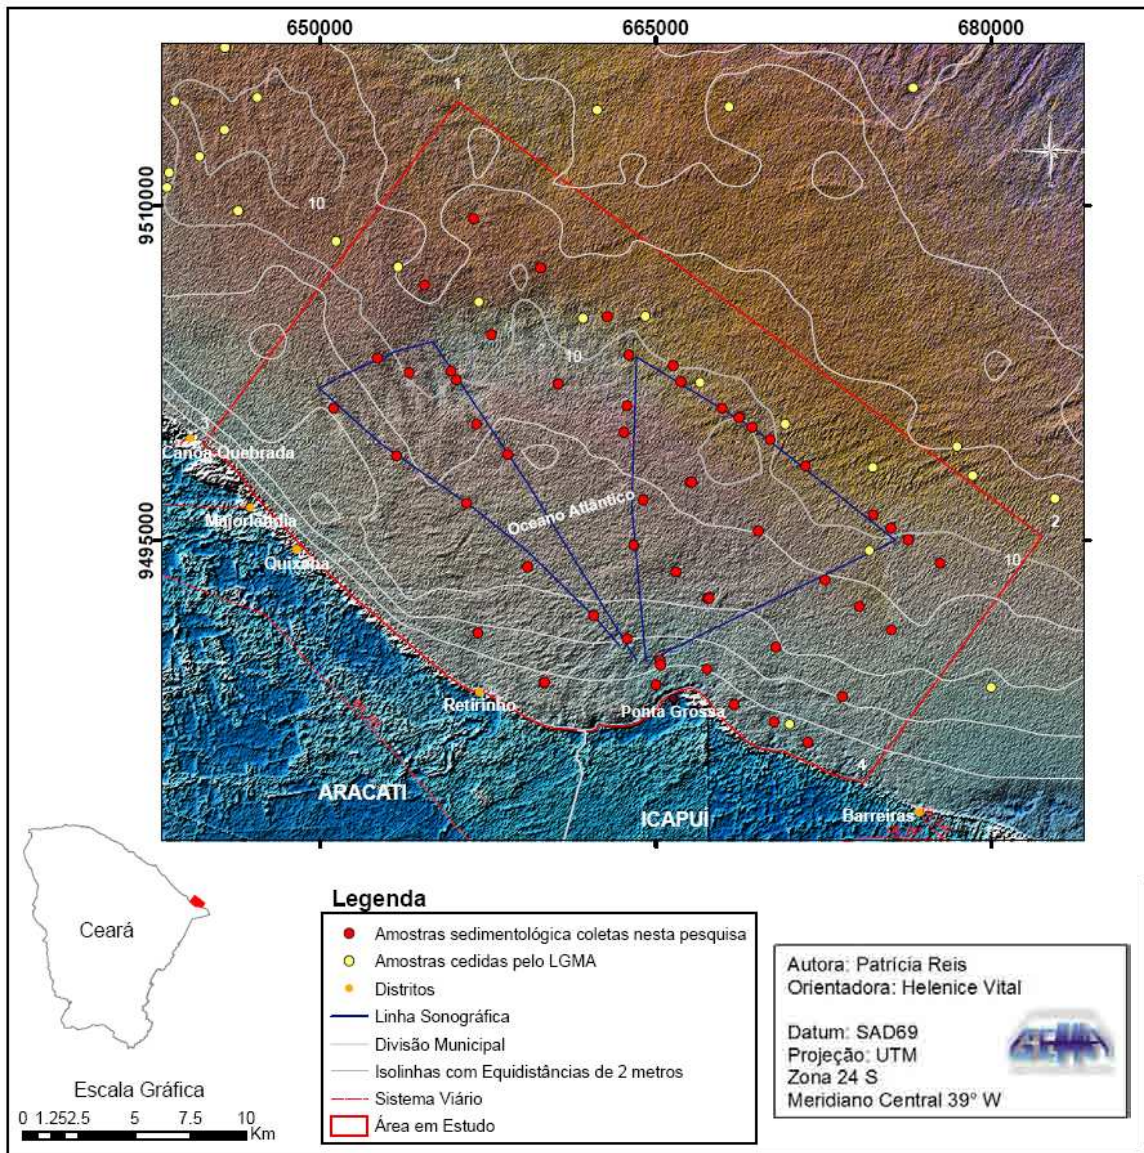 650000 665000 680000
1
9510000
10
10
Canoa Quebrada
3
Majorlândia
Quixaba
Oceano Atlântico
9495000
2
10
Retirinho
Ponta Grossa
4
ARACATI
ICAPUÍ
Barreiras
Ceará
Escala Gráfica
0 1.252.5 5 7.5 10
Km
Legenda
Amostras sedimentológica coletas nesta pesquisa
Amostras cedidas pelo LGMA
Distritos
Linha Sonográfica
Divisão Municipal
Isolinhas com Equidistâncias de 2 metros
Sistema Viário
Área em Estudo
Autora: Patrícia Reis
Orientadora: Helenice Vital
Datum: SAD69
Projeção: UTM
Zona 24 S
Meridiano Central 39° W